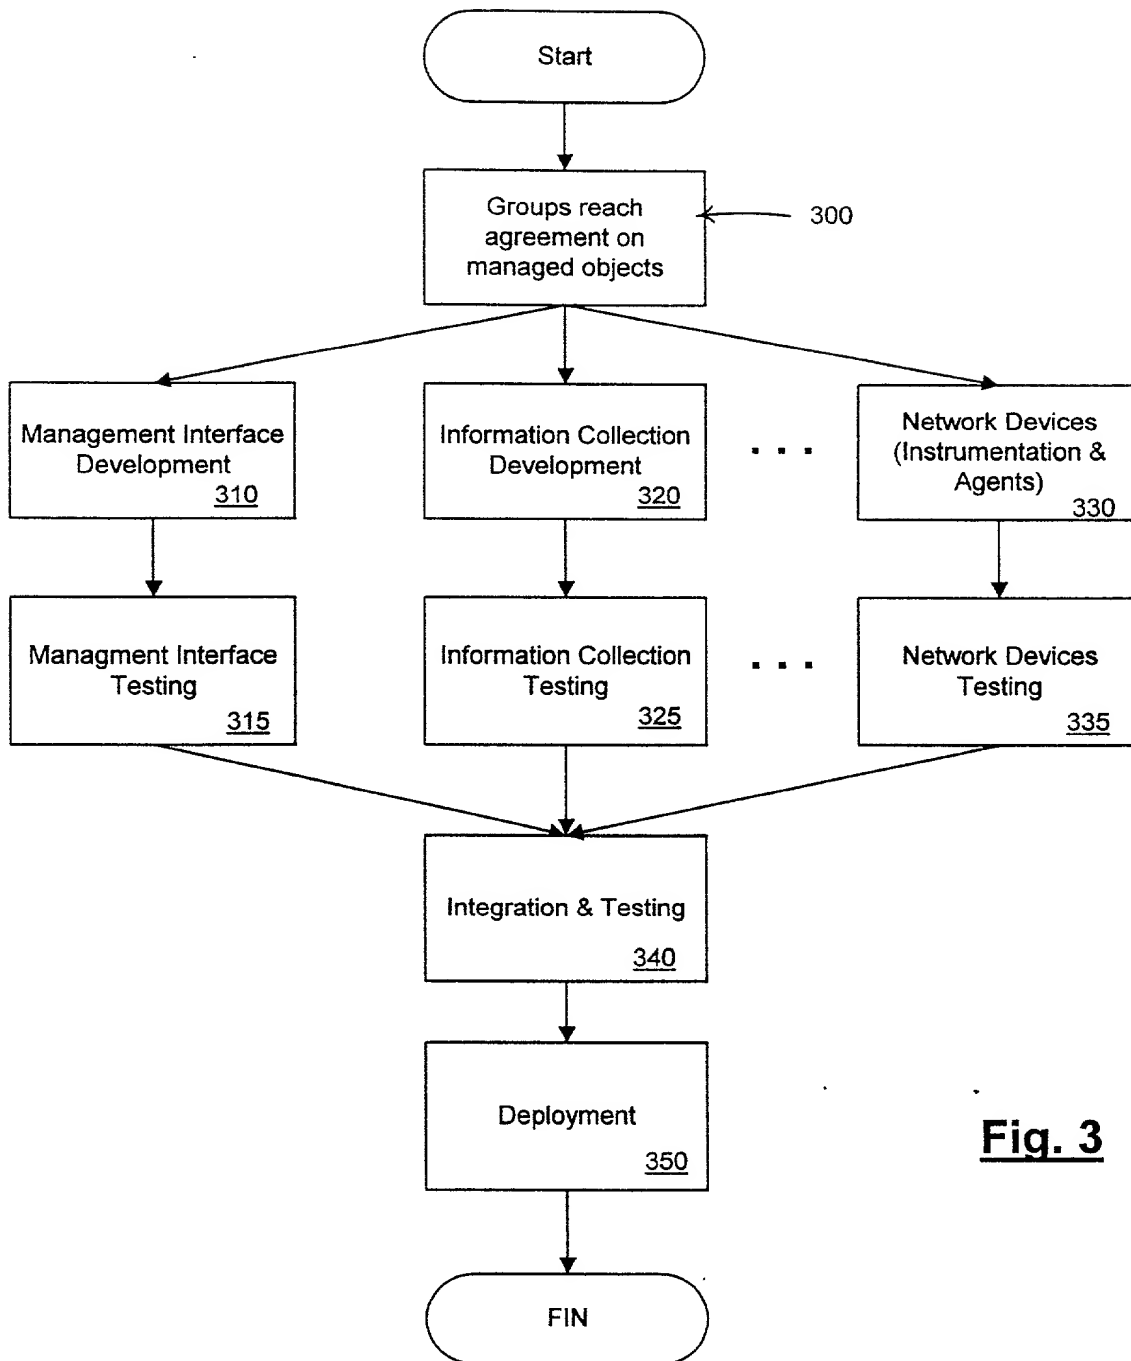 Start
Groups reach
agreement on
managed objects
300
Management Interface
Development
310
Information Collection
Development
320
. . .
Network Devices
(Instrumentation &
Agents)
330
Managment Interface
Testing
315
Information Collection
Testing
325
. . .
Network Devices
Testing
335
Integration & Testing
340
Deployment
350
Fig. 3
FIN